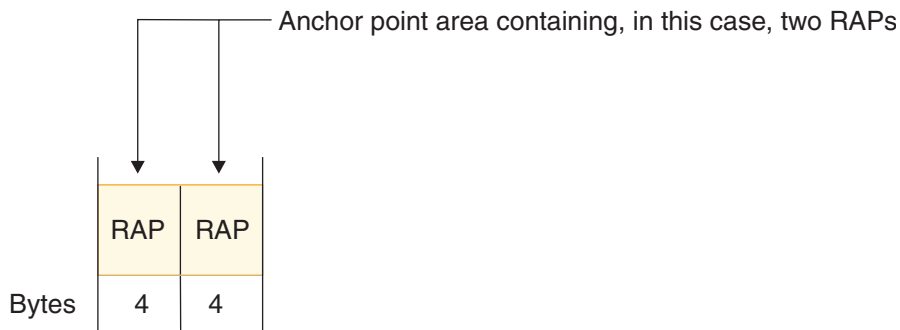 Anchor point area containing, in this case, two RAPs
RAP RAP
Bytes 4 4